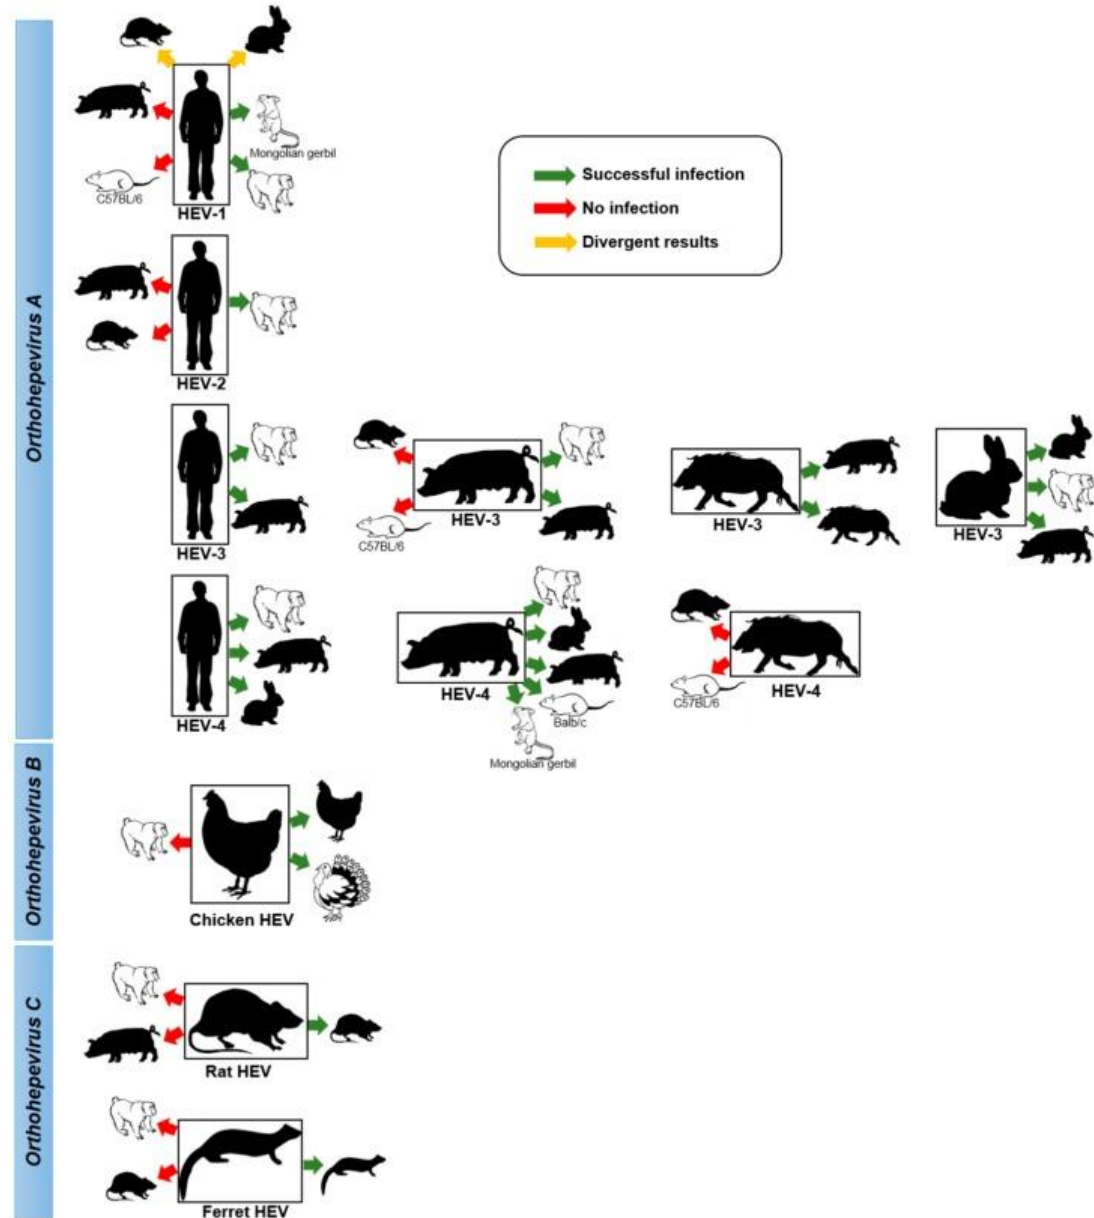 Orthohepevirus A
Mongolian gerbil
C57BL/6
HEV-1
Successful infection
No infection
Divergent results
HEV-2
C57BL/6
HEV-3
HEV-3
HEV-3
HEV-3
HEV-4
HEV-4
Balb/c
Mongolian gerbil
C57BL/6
HEV-4
Orthohepevirus B
Chicken HEV
Orthohepevirus C
Rat HEV
Ferret HEV